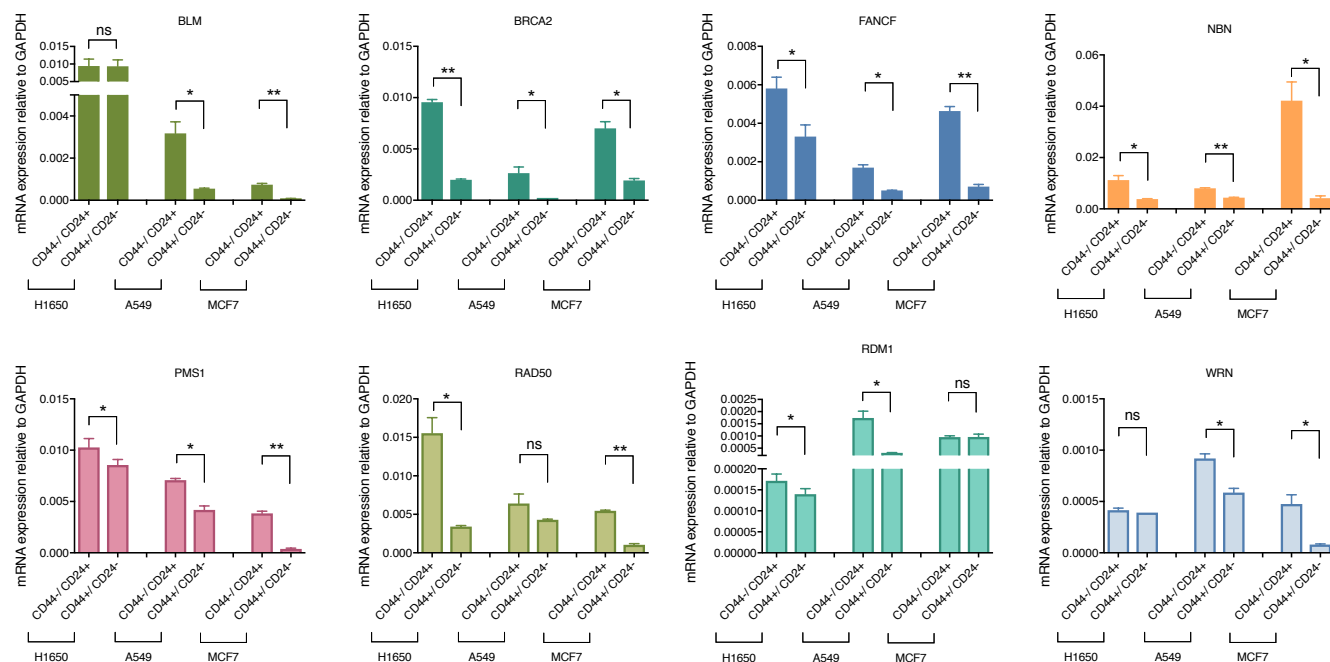 BLM
mRNA expression relative to GAPDH
0.015
0.010
0.005
0.004
0.002
0.000
ns
*
**
CD44-/ CD24+
CD44+/ CD24-
CD44-/ CD24+
CD44+/ CD24-
CD44-/ CD24+
CD44+/ CD24-
H1650
A549
MCF7
BRCA2
mRNA expression relative to GAPDH
0.015
0.010
0.005
0.000
**
*
*
CD44-/ CD24+
CD44+/ CD24-
CD44-/ CD24+
CD44+/ CD24-
CD44-/ CD24+
CD44+/ CD24-
H1650
A549
MCF7
FANCF
mRNA expression relative to GAPDH
0.008
0.006
0.004
0.002
0.000
*
*
**
CD44-/ CD24+
CD44+/ CD24-
CD44-/ CD24+
CD44+/ CD24-
CD44-/ CD24+
CD44+/ CD24-
H1650
A549
MCF7
NBN
mRNA expression relative to GAPDH
0.06
0.04
0.02
0.00
*
**
*
CD44-/ CD24+
CD44+/ CD24-
CD44-/ CD24+
CD44+/ CD24-
CD44-/ CD24+
CD44+/ CD24-
H1650
A549
MCF7
PMS1
mRNA expression relative to GAPDH
0.015
0.010
0.005
0.000
*
*
**
CD44-/ CD24+
CD44+/ CD24-
CD44-/ CD24+
CD44+/ CD24-
CD44-/ CD24+
CD44+/ CD24-
H1650
A549
MCF7
RAD50
mRNA expression relative to GAPDH
0.020
0.015
0.010
0.005
0.000
*
ns
**
CD44-/ CD24+
CD44+/ CD24-
CD44-/ CD24+
CD44+/ CD24-
CD44-/ CD24+
CD44+/ CD24-
H1650
A549
MCF7
RDM1
mRNA expression relative to GAPDH
0.0025
0.0020
0.0015
0.0010
0.0005
0.00020
0.00015
0.00010
0.00005
0.00000
*
*
ns
CD44-/ CD24+
CD44+/ CD24-
CD44-/ CD24+
CD44+/ CD24-
CD44-/ CD24+
CD44+/ CD24-
H1650
A549
MCF7
WRN
mRNA expression relative to GAPDH
0.0015
0.0010
0.0005
0.0000
ns
*
*
CD44-/ CD24+
CD44+/ CD24-
CD44-/ CD24+
CD44+/ CD24-
CD44-/ CD24+
CD44+/ CD24-
H1650
A549
MCF7